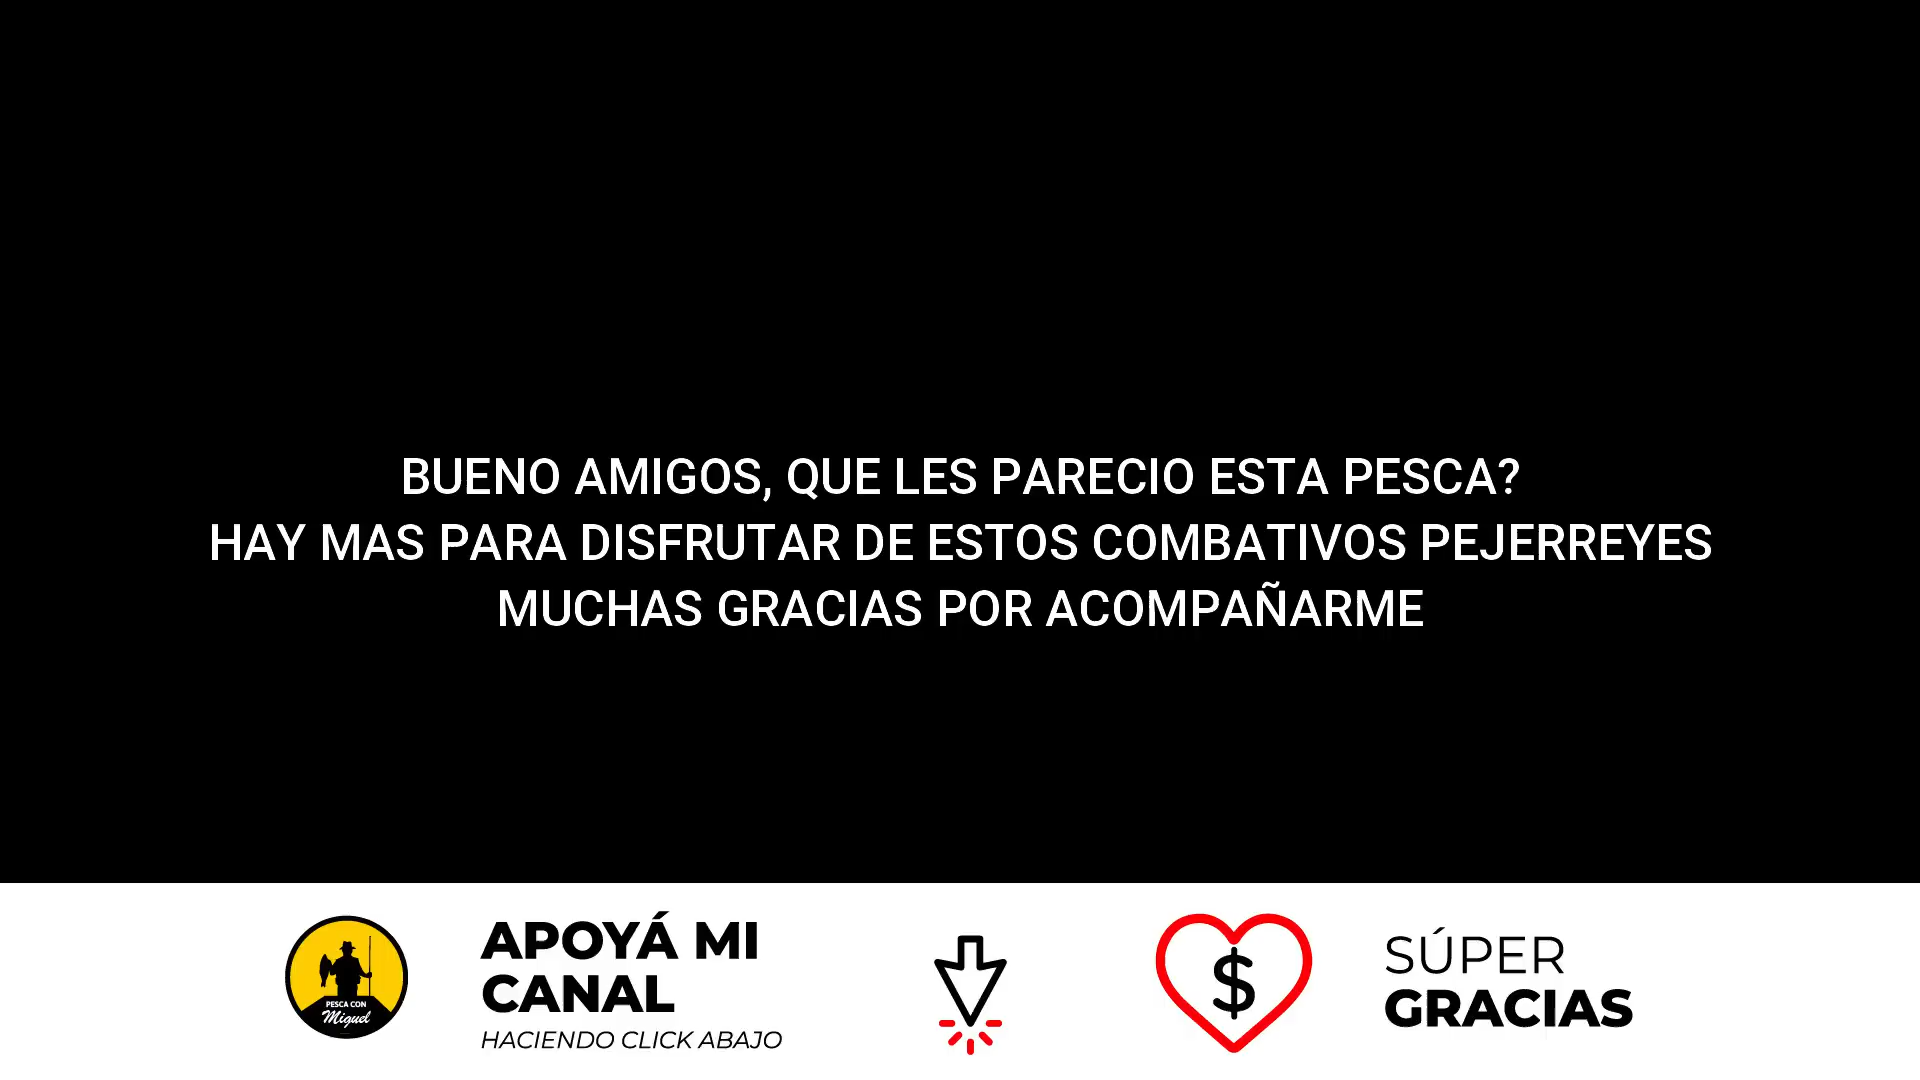 BUENO AMIGOS, QUE LES PARECIO ESTA PESCA?
HAY MAS PARA DISFRUTAR DE ESTOS COMBATIVOS PEJERREYES
MUCHAS GRACIAS POR ACOMPAÑARME
PESCA CON
Miguel
APOYÁ MI
CANAL
HACIENDO CLICK ABAJO
$
SÚPER
GRACIAS